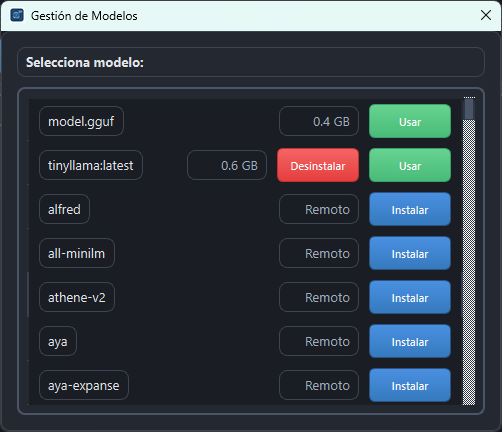 Gestión de Modelos
Selecciona modelo:
model.gguf 0.4 GB Usar
tinyllama:latest 0.6 GB Desinstalar Usar
alfred Remoto Instalar
all-minilm Remoto Instalar
athene-v2 Remoto Instalar
aya Remoto Instalar
aya-expanse Remoto Instalar